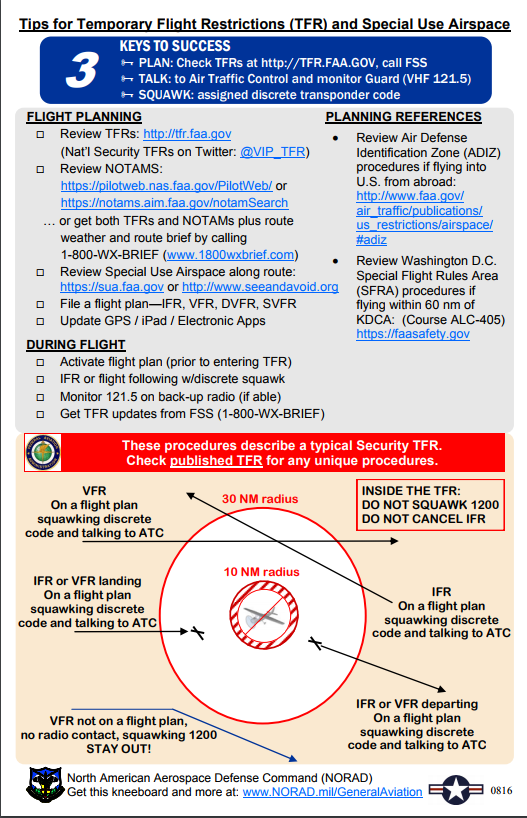 Tips for Temporary Flight Restrictions (TFR) and Special Use Airspace
3
KEYS TO SUCCESS
PLAN: Check TFRs at http://TFR.FAA.GOV, call FSS
TALK: to Air Traffic Control and monitor Guard (VHF 121.5)
SQUAWK: assigned discrete transponder code
FLIGHT PLANNING
Review TFRs: http://tfr.faa.gov
(Nat'l Security TFRs on Twitter: @VIP_TFR)
Review NOTAMS:
https://pilotweb.nas.faa.gov/PilotWeb/ or
https://notams.aim.faa.gov/notamSearch
… or get both TFRs and NOTAMs plus route
weather and route brief by calling
1-800-WX-BRIEF (www.1800wxbrief.com)
Review Special Use Airspace along route:
https://sua.faa.gov or http://www.seeandavoid.org
File a flight plan—IFR, VFR, DVFR, SVFR
Update GPS / iPad / Electronic Apps
DURING FLIGHT
Activate flight plan (prior to entering TFR)
IFR or flight following w/discrete squawk
Monitor 121.5 on back-up radio (if able)
Get TFR updates from FSS (1-800-WX-BRIEF)
PLANNING REFERENCES
Review Air Defense
Identification Zone (ADIZ)
procedures if flying into
U.S. from abroad:
http://www.faa.gov/
air_traffic/publications/
us_restrictions/airspace/
#adiz
Review Washington D.C.
Special Flight Rules Area
(SFRA) procedures if
flying within 60 nm of
KDCA: (Course ALC-405)
https://faasafety.gov
These procedures describe a typical Security TFR.
Check published TFR for any unique procedures.
VFR
On a flight plan
squawking discrete
code and talking to ATC
30 NM radius
INSIDE THE TFR:
DO NOT SQUAWK 1200
DO NOT CANCEL IFR
10 NM radius
IFR or VFR landing
On a flight plan
squawking discrete
code and talking to ATC
IFR
On a flight plan
squawking discrete
code and talking to ATC
IFR or VFR departing
On a flight plan
squawking discrete
code and talking to ATC
VFR not on a flight plan,
no radio contact, squawking 1200
STAY OUT!
North American Aerospace Defense Command (NORAD)
Get this kneeboard and more at: www.NORAD.mil/GeneralAviation
0816